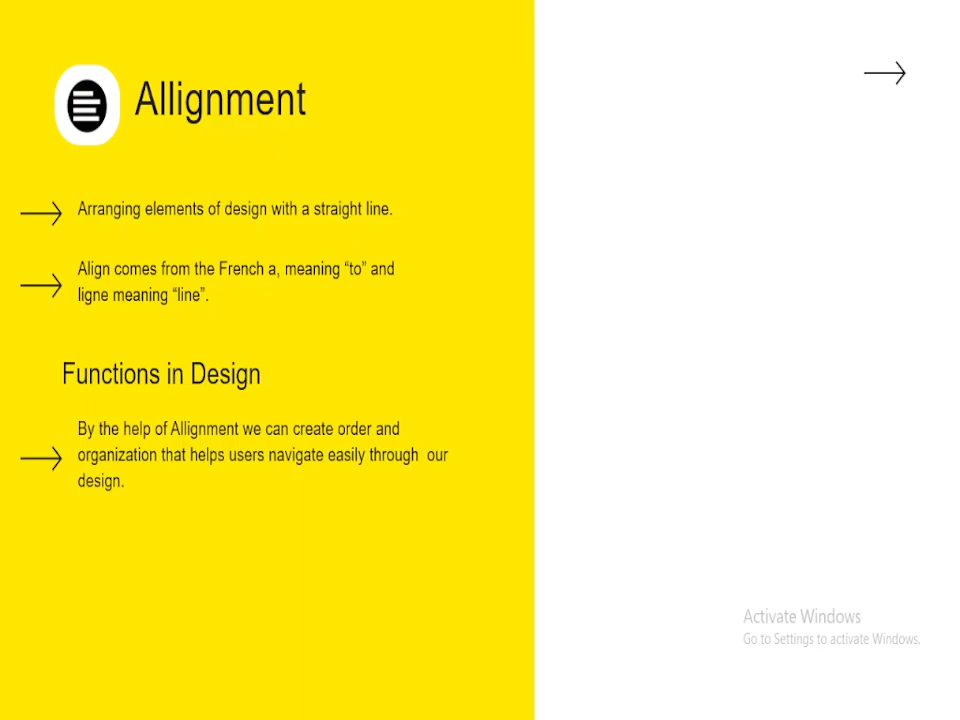 Allignment
Arranging elements of design with a straight line.
Align comes from the French a, meaning “to” and
ligne meaning “line”.
Functions in Design
By the help of Allignment we can create order and
organization that helps users navigate easily through  our
design.
Activate Windows
Go to Settings to activate Windows.